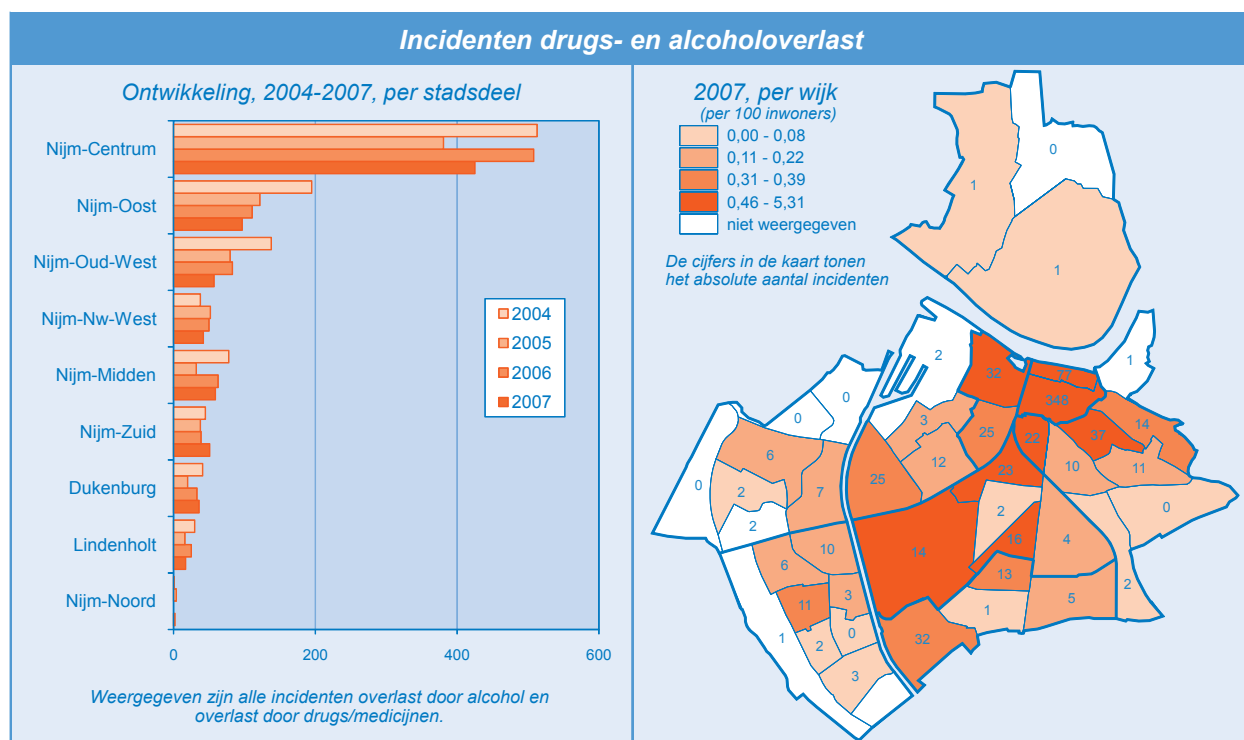 Incidenten drugs- en alcoholoverlast
Ontwikkeling, 2004-2007, per stadsdeel
Nijm-Centrum
Nijm-Oost
Nijm-Oud-West
Nijm-Nw-West
Nijm-Midden
Nijm-Zuid
Dukenburg
Lindenholt
Nijm-Noord
0 200 400 600
2004
2005
2006
2007
Weergegeven zijn alle incidenten overlast door alcohol en
overlast door drugs/medicijnen.
2007, per wijk
(per 100 inwoners)
0,00 - 0,08
0,11 - 0,22
0,31 - 0,39
0,46 - 5,31
niet weergegeven
De cijfers in de kaart tonen
het absolute aantal incidenten
0
1
1
2
1
32
77
0
348
0
3
14
25
22
37
6
12
10
11
23
25
0
2
7
0
2
2
16
4
10
14
6
13
2
3
5
11
1
0
1
2
32
3